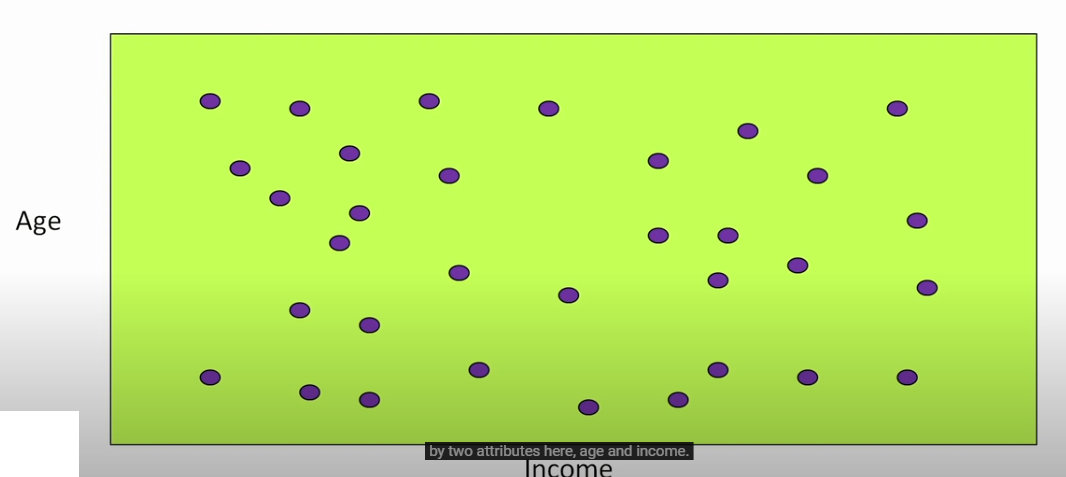 Age
by two attributes here, age and income.
Income